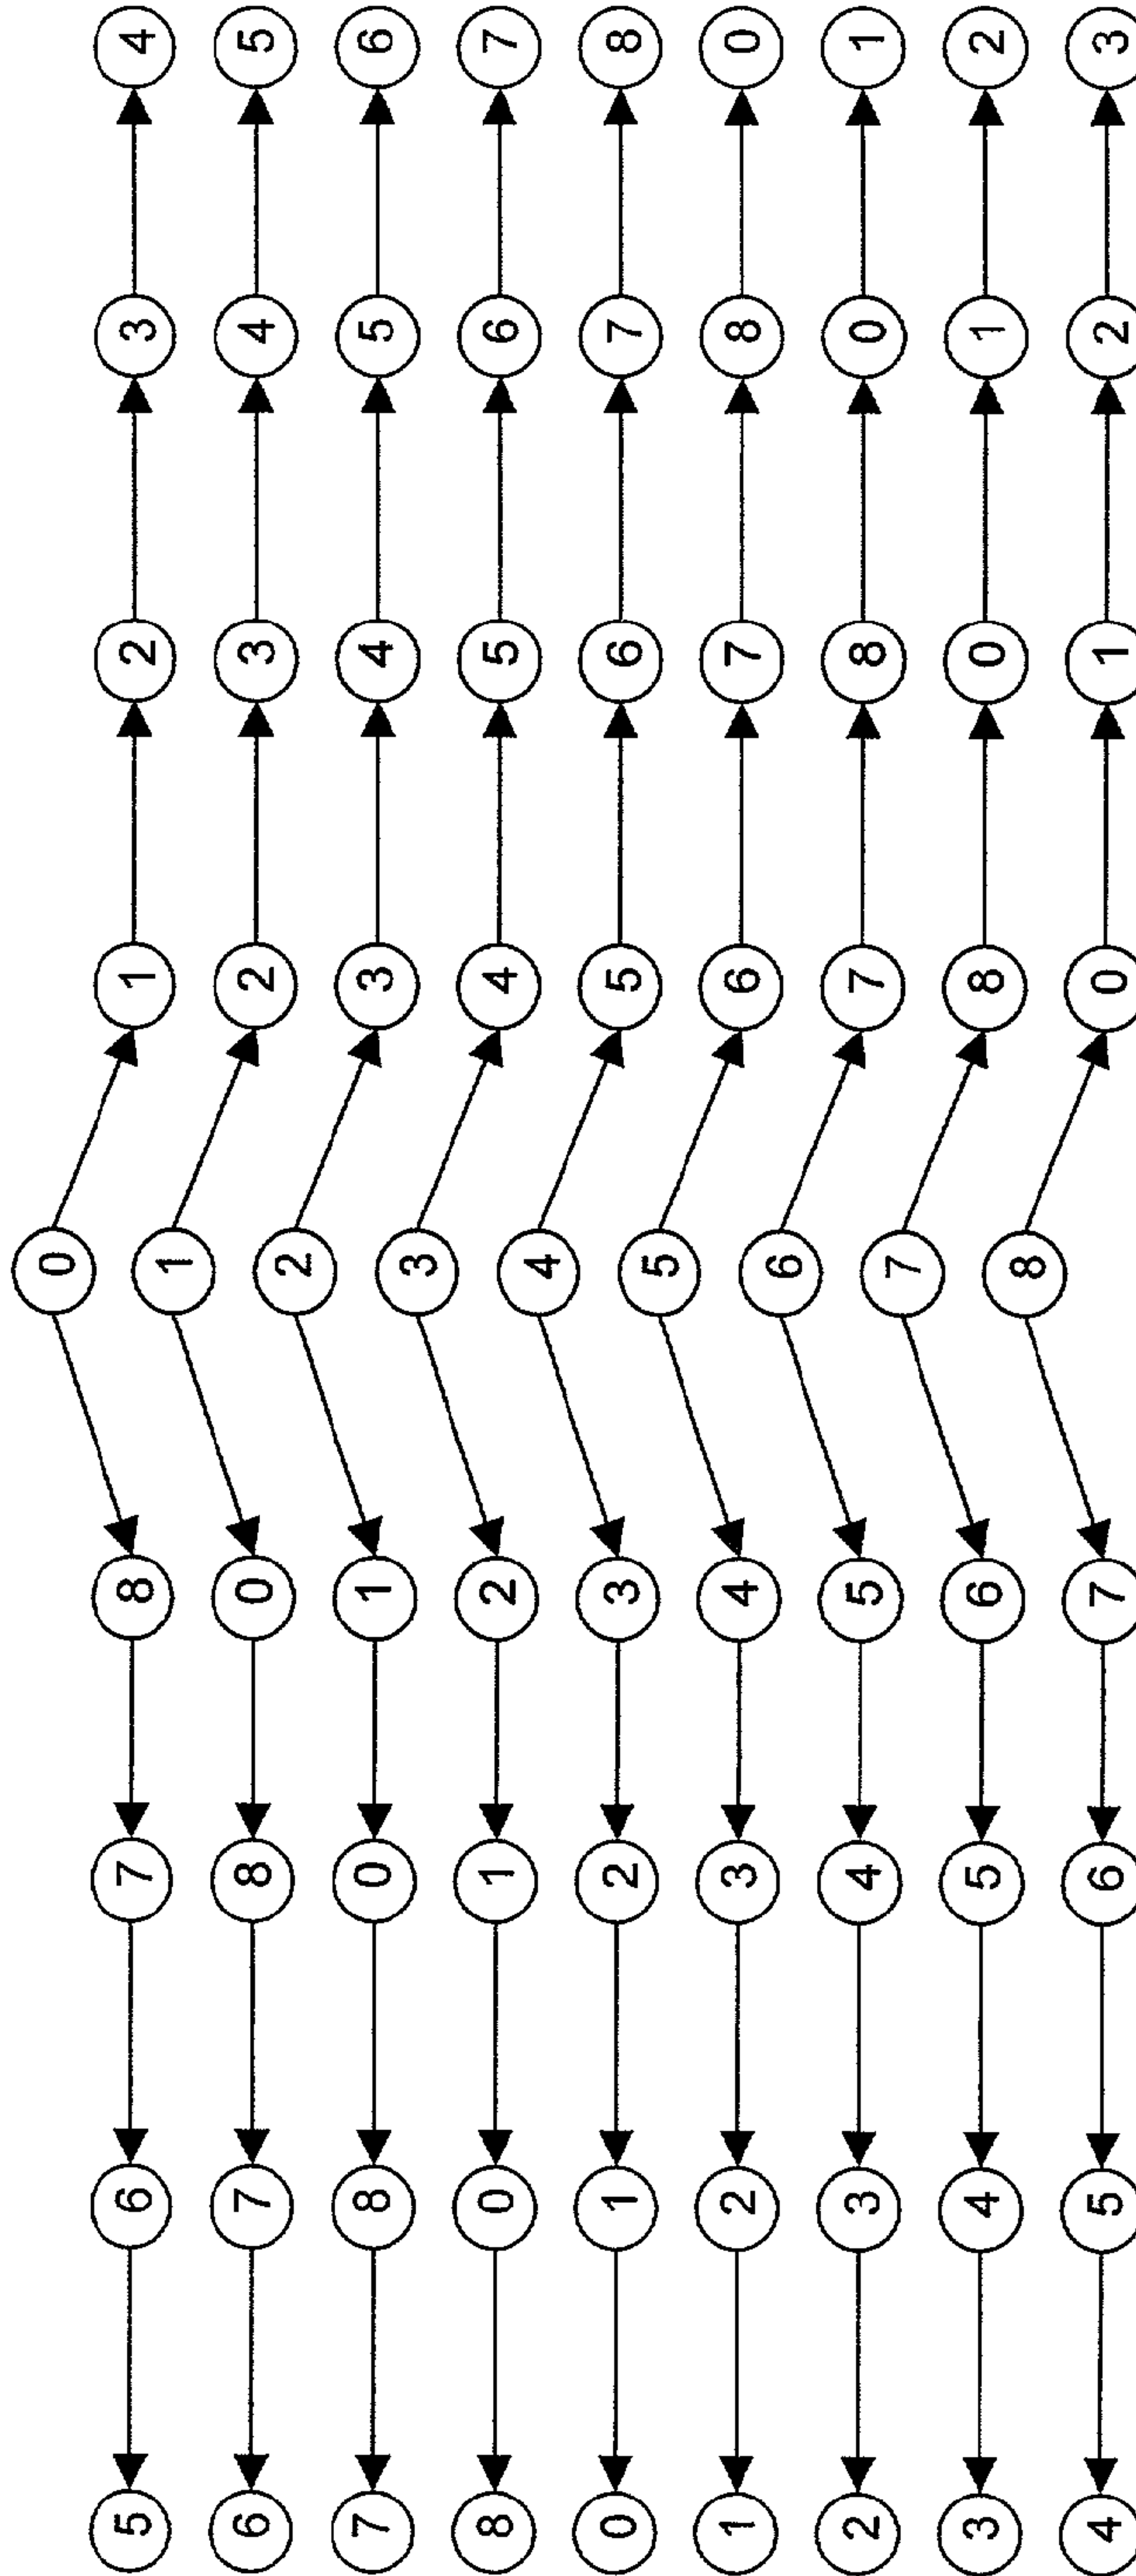 0
5 6 7 8 1 2 3 4
1
6 7 8 0 2 3 4 5
2
7 8 0 1 3 4 5 6
3
8 0 1 2 4 5 6 7
4
0 1 2 3 5 6 7 8
5
1 2 3 4 6 7 8 0
6
2 3 4 5 7 8 0 1
7
3 4 5 6 8 0 1 2
8
4 5 6 7 0 1 2 3